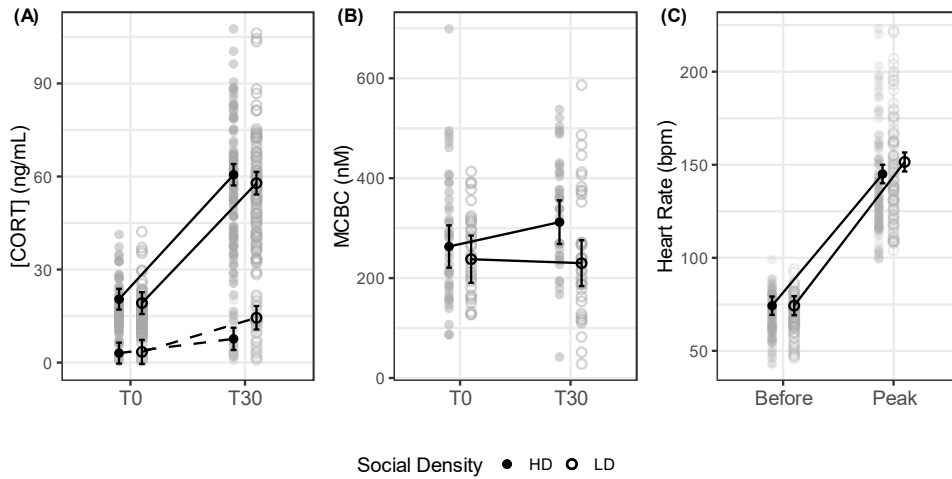 (A)
[CORT] (ng/mL)
90
60
30
0
T0
T30
(B)
MCBC (nM)
600
400
200
0
T0
T30
(C)
Heart Rate (bpm)
200
150
100
50
Before
Peak
Social Density
HD
LD